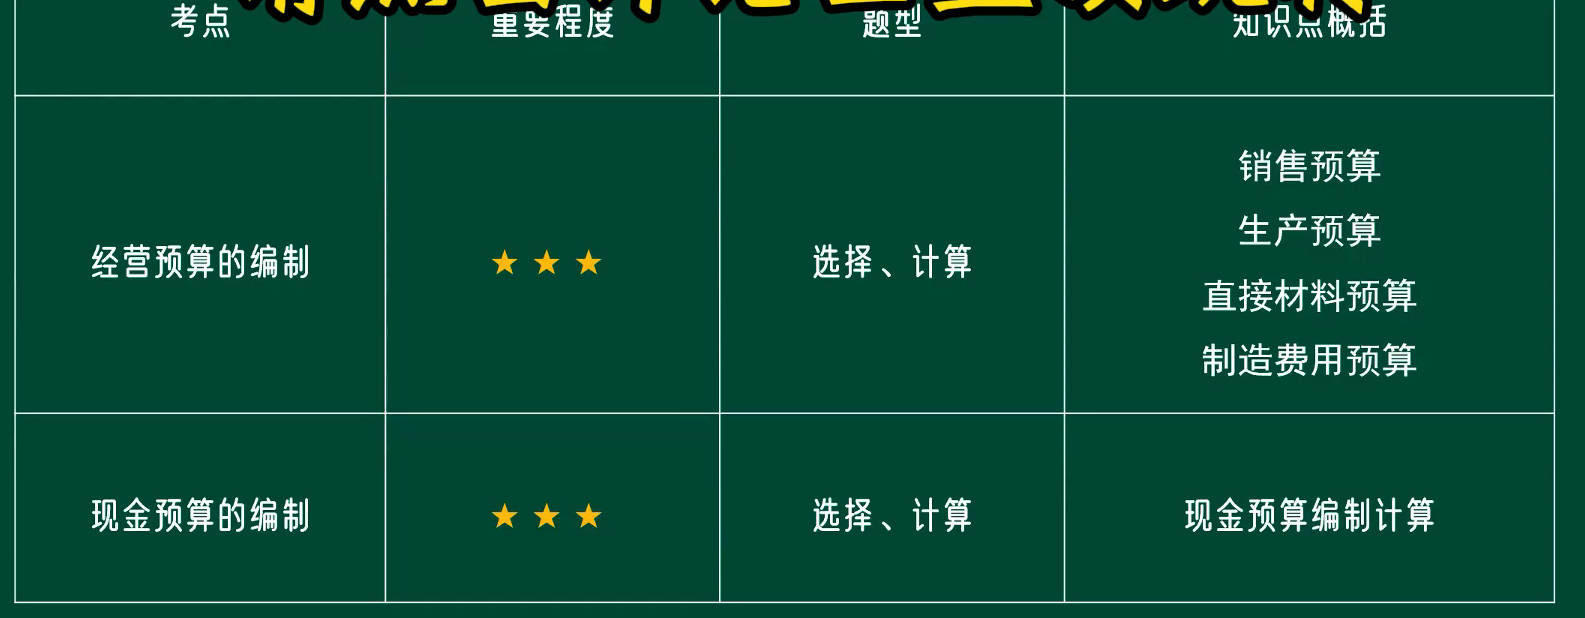 考点 重要程度 题型 知识点概括
销售预算
生产预算
经营预算的编制 ★★★ 选择、计算
直接材料预算
制造费用预算
现金预算的编制 ★★★ 选择、计算 现金预算编制计算